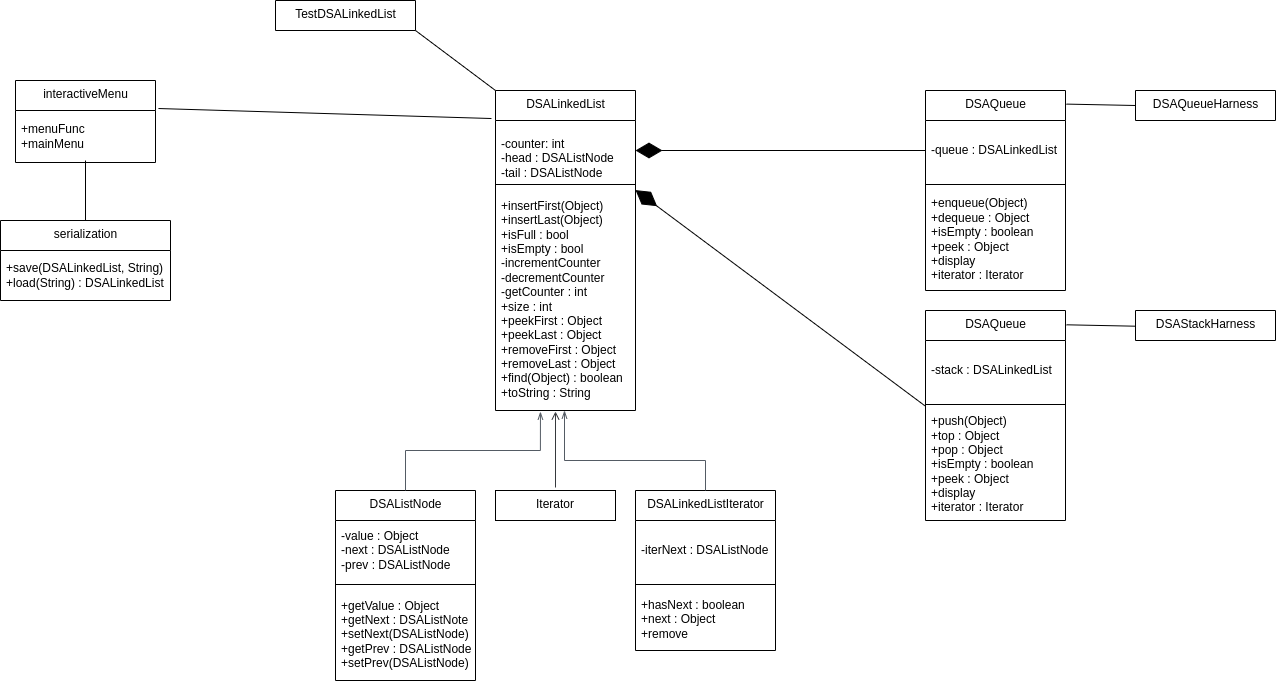 TestDSALinkedList
interactiveMenu
+menuFunc
+mainMenu
serialization
+save(DSALinkedList, String)
+load(String) : DSALinkedList
DSALinkedList
-counter: int
-head : DSAListNode
-tail : DSAListNode
+insertFirst(Object)
+insertLast(Object)
+isFull : bool
+isEmpty : bool
-incrementCounter
-decrementCounter
-getCounter : int
+size : int
+peekFirst : Object
+peekLast : Object
+removeFirst : Object
+removeLast : Object
+find(Object) : boolean
+toString : String
DSAQueue
-queue : DSALinkedList
+enqueue(Object)
+dequeue : Object
+isEmpty : boolean
+peek : Object
+display
+iterator : Iterator
DSAQueueHarness
DSAQueue
-stack : DSALinkedList
+push(Object)
+top : Object
+pop : Object
+isEmpty : boolean
+peek : Object
+display
+iterator : Iterator
DSAStackHarness
DSAListNode
-value : Object
-next : DSAListNode
-prev : DSAListNode
+getValue : Object
+getNext : DSAListNote
+setNext(DSAListNode)
+getPrev : DSAListNode
+setPrev(DSAListNode)
Iterator
DSALinkedListIterator
-iterNext : DSAListNode
+hasNext : boolean
+next : Object
+remove